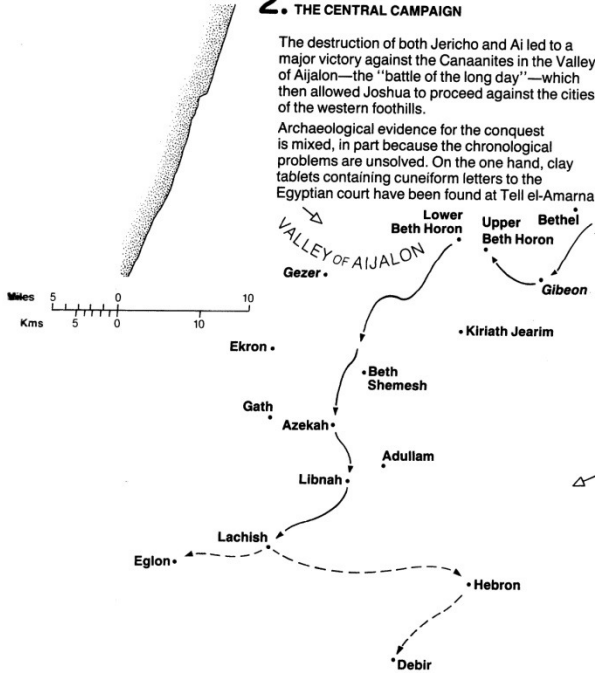 2. THE CENTRAL CAMPAIGN
The destruction of both Jericho and Ai led to a
major victory against the Canaanites in the Valley
of Aijalon—the "battle of the long day"—which
then allowed Joshua to proceed against the cities
of the western foothills.
Archaeological evidence for the conquest
is mixed, in part because the chronological
problems are unsolved. On the one hand, clay
tablets containing cuneiform letters to the
Egyptian court have been found at Tell el-Amarna
Lower
Beth Horon
Upper
Beth Horon
Bethel
VALLEY OF AIJALON
Gezer
Gibeon
Miles 5 0 10
Kms 5 0 10
Kiriath Jearim
Ekron
Beth
Shemesh
Gath
Azekah
Adullam
Libnah
Lachish
Eglon
Hebron
Debir